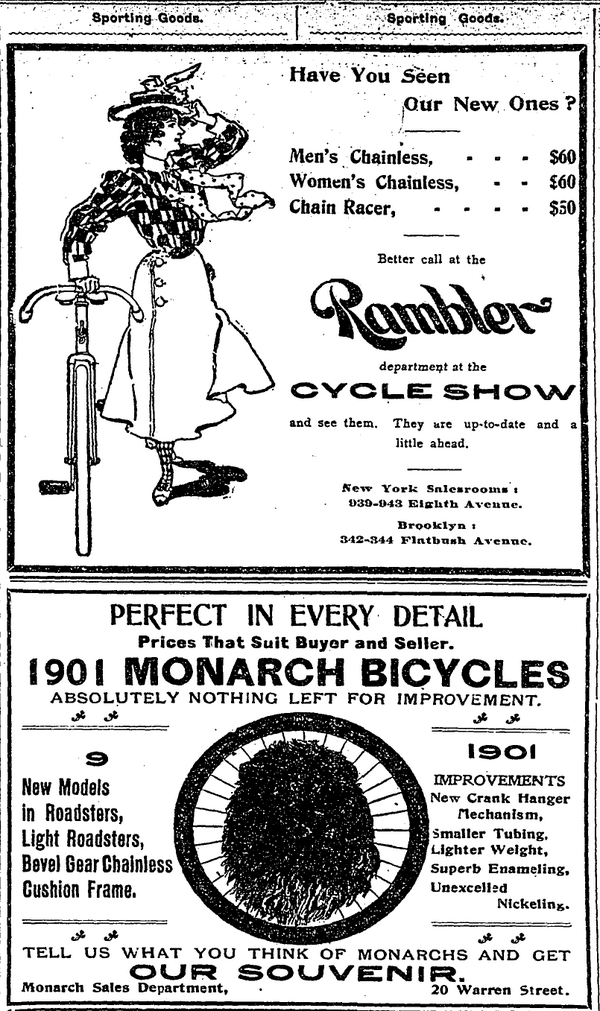 Sporting Goods.
Sporting Goods.
Have You Seen
Our New Ones?
Men's Chainless, - - - $60
Women's Chainless, - - $60
Chain Racer, - - - - $50
Better call at the
Rambler
department at the
CYCLE SHOW
and see them. They are up-to-date and a
little ahead.
New York Salesrooms:
939-943 Eighth Avenue.
Brooklyn:
342-344 Flatbush Avenue.
PERFECT IN EVERY DETAIL
Prices That Suit Buyer and Seller.
1901 MONARCH BICYCLES
ABSOLUTELY NOTHING LEFT FOR IMPROVEMENT.
9
New Models
in Roadsters,
Light Roadsters,
Bevel Gear Chainless
Cushion Frame.
1901
IMPROVEMENTS
New Crank Hanger
Mechanism,
Smaller Tubing,
Lighter Weight,
Superb Enameling,
Unexcelled
Nickeling.
TELL US WHAT YOU THINK OF MONARCHS AND GET
OUR SOUVENIR.
Monarch Sales Department, 20 Warren Street.